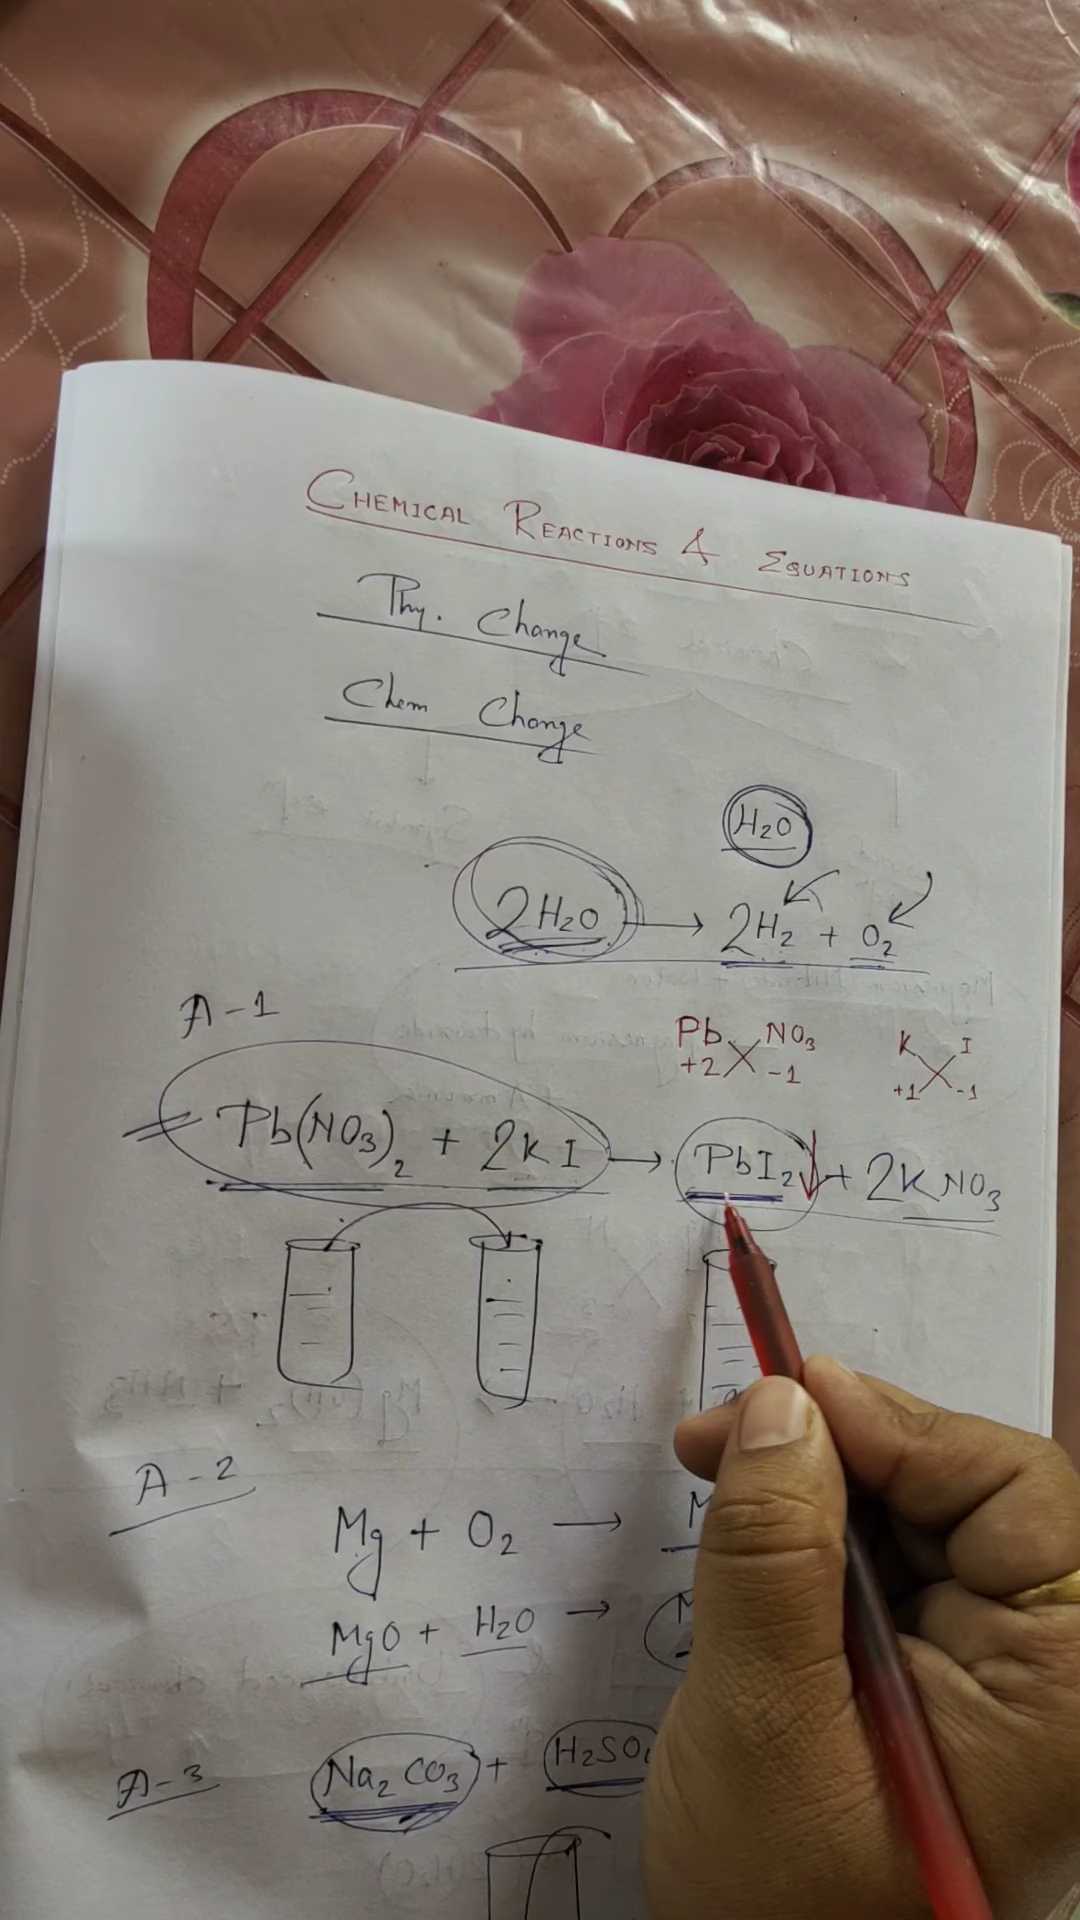 CHEMICAL REACTIONS & EQUATIONS
Phy. Change
Chem Change
H₂O
2H₂O → 2H₂ + O₂
A-1
Pb NO₃ K I
+2 -1 +1 -1
Pb(NO₃)₂ + 2KI → PbI₂↓ + 2KNO₃
A-2
Mg + O₂ → M
MgO + H₂O → M
A-3 Na₂CO₃ + H₂SO₄